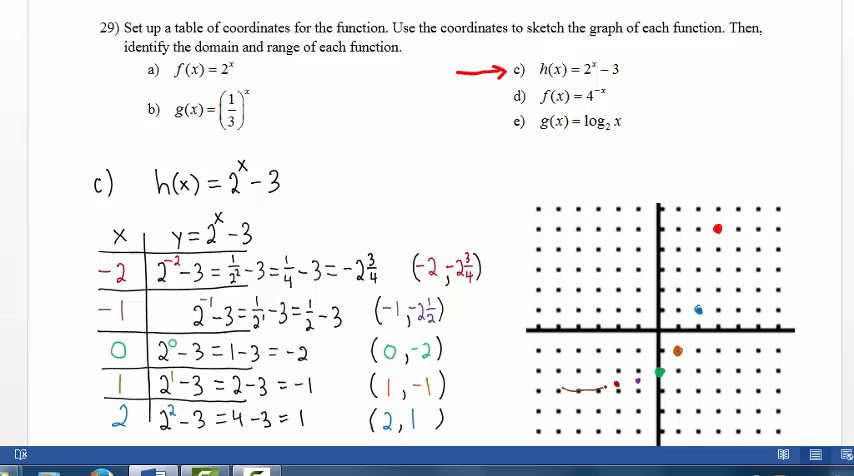 29) Set up a table of coordinates for the function. Use the coordinates to sketch the graph of each function. Then,
identify the domain and range of each function.
a) f(x) = 2^x
b) g(x) = (1/3)^x
c) h(x) = 2^x − 3
d) f(x) = 4^−x
e) g(x) = log₂ x
c) h(x) = 2^x − 3
x y = 2^x − 3
−2 2^−2 − 3 = 1/2² − 3 = 1/4 − 3 = −2 3/4 (−2, −2 3/4)
−1 2^−1 − 3 = 1/2¹ − 3 = 1/2 − 3 (−1, −2 1/2)
0 2^0 − 3 = 1 − 3 = −2 (0, −2)
1 2^1 − 3 = 2 − 3 = −1 (1, −1)
2 2^2 − 3 = 4 − 3 = 1 (2, 1)